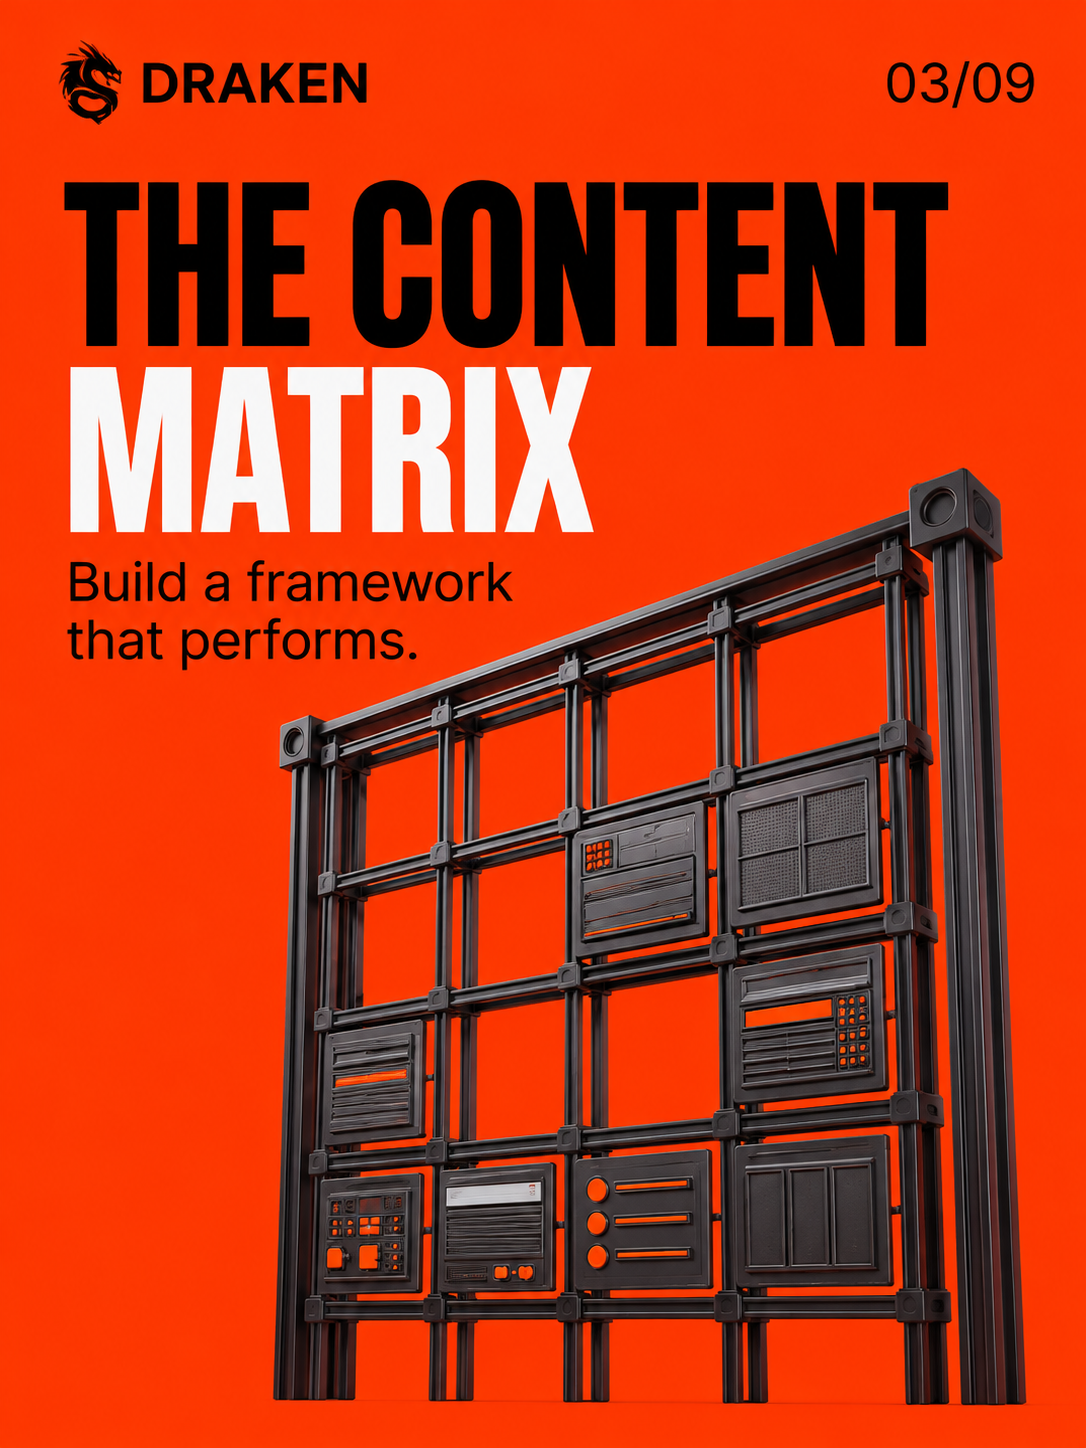 DRAKEN
03/09
THE CONTENT
MATRIX
Build a framework
that performs.